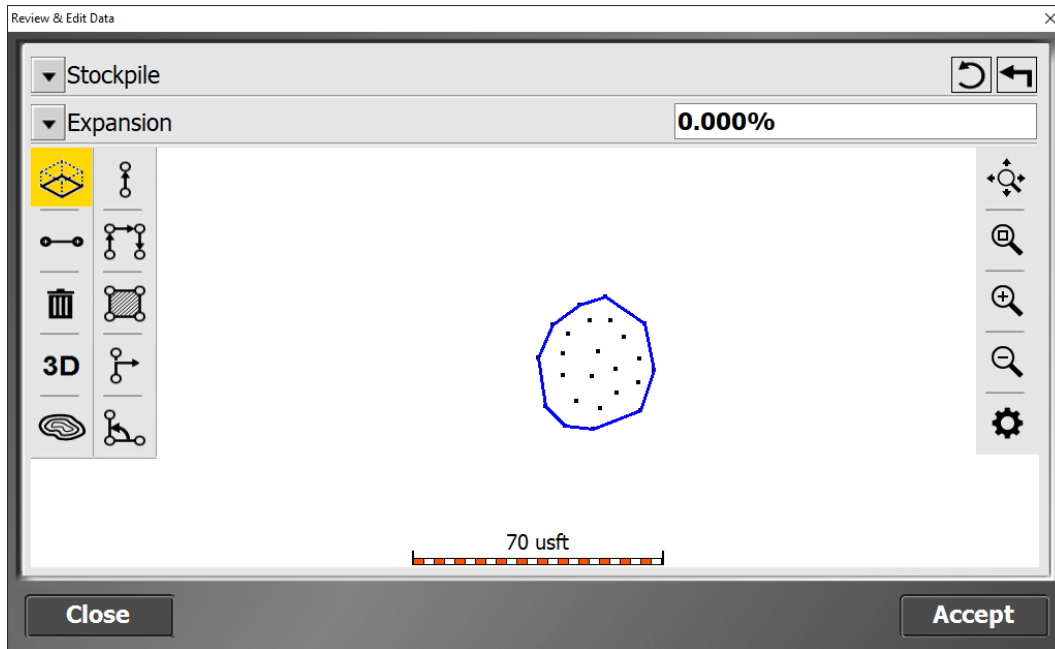 Review & Edit Data
Stockpile
Expansion
0.000%
3D
70 usft
Close
Accept